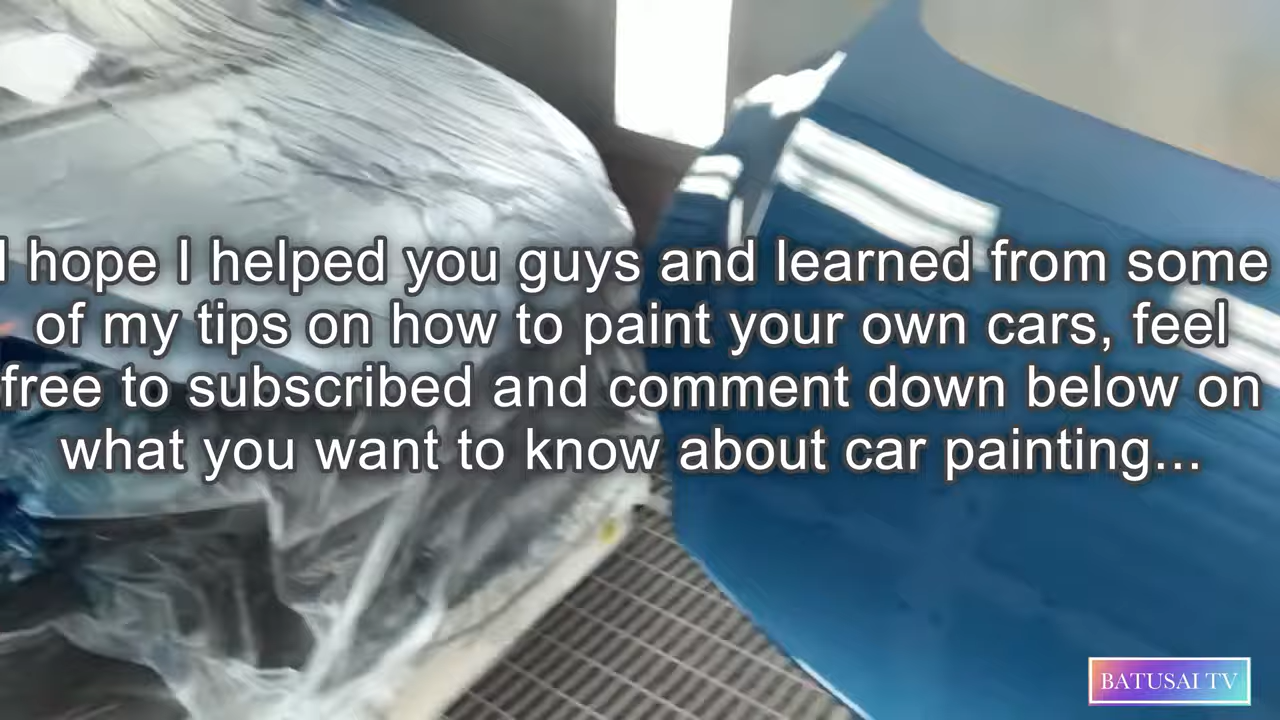 I hope I helped you guys and learned from some
of my tips on how to paint your own cars, feel
free to subscribed and comment down below on
what you want to know about car painting...
BATUSAI TV